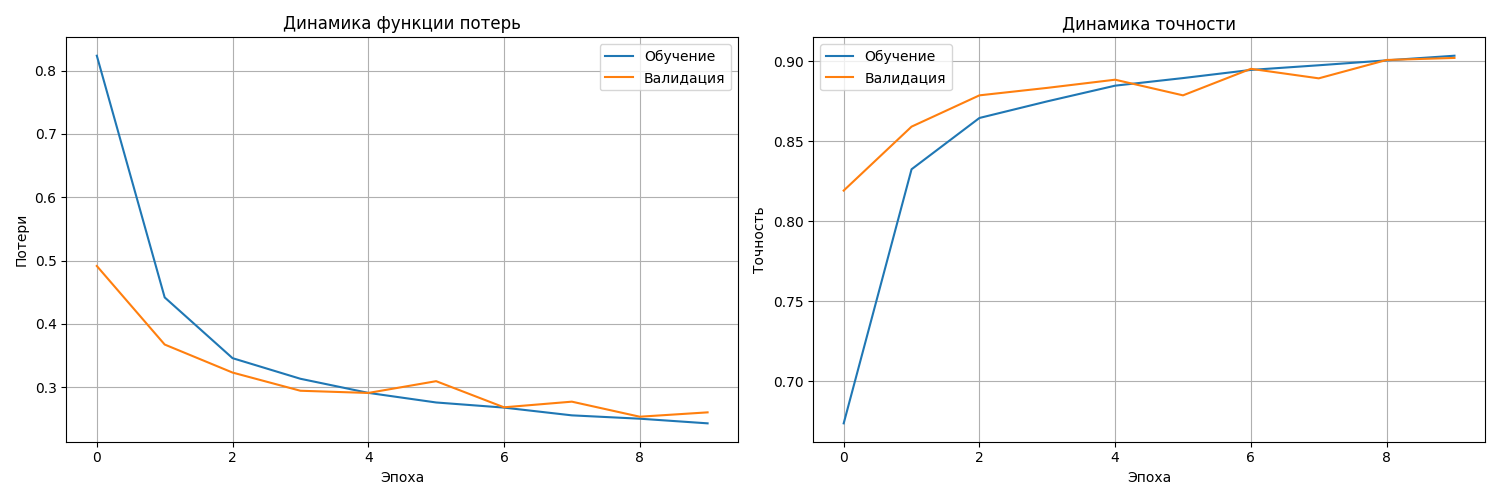 Динамика функции потерь
Обучение
Валидация
0.8
0.7
0.6
0.5
0.4
0.3
Потери
0 2 4 6 8
Эпоха
Динамика точности
Обучение
Валидация
0.90
0.85
0.80
0.75
0.70
Точность
0 2 4 6 8
Эпоха